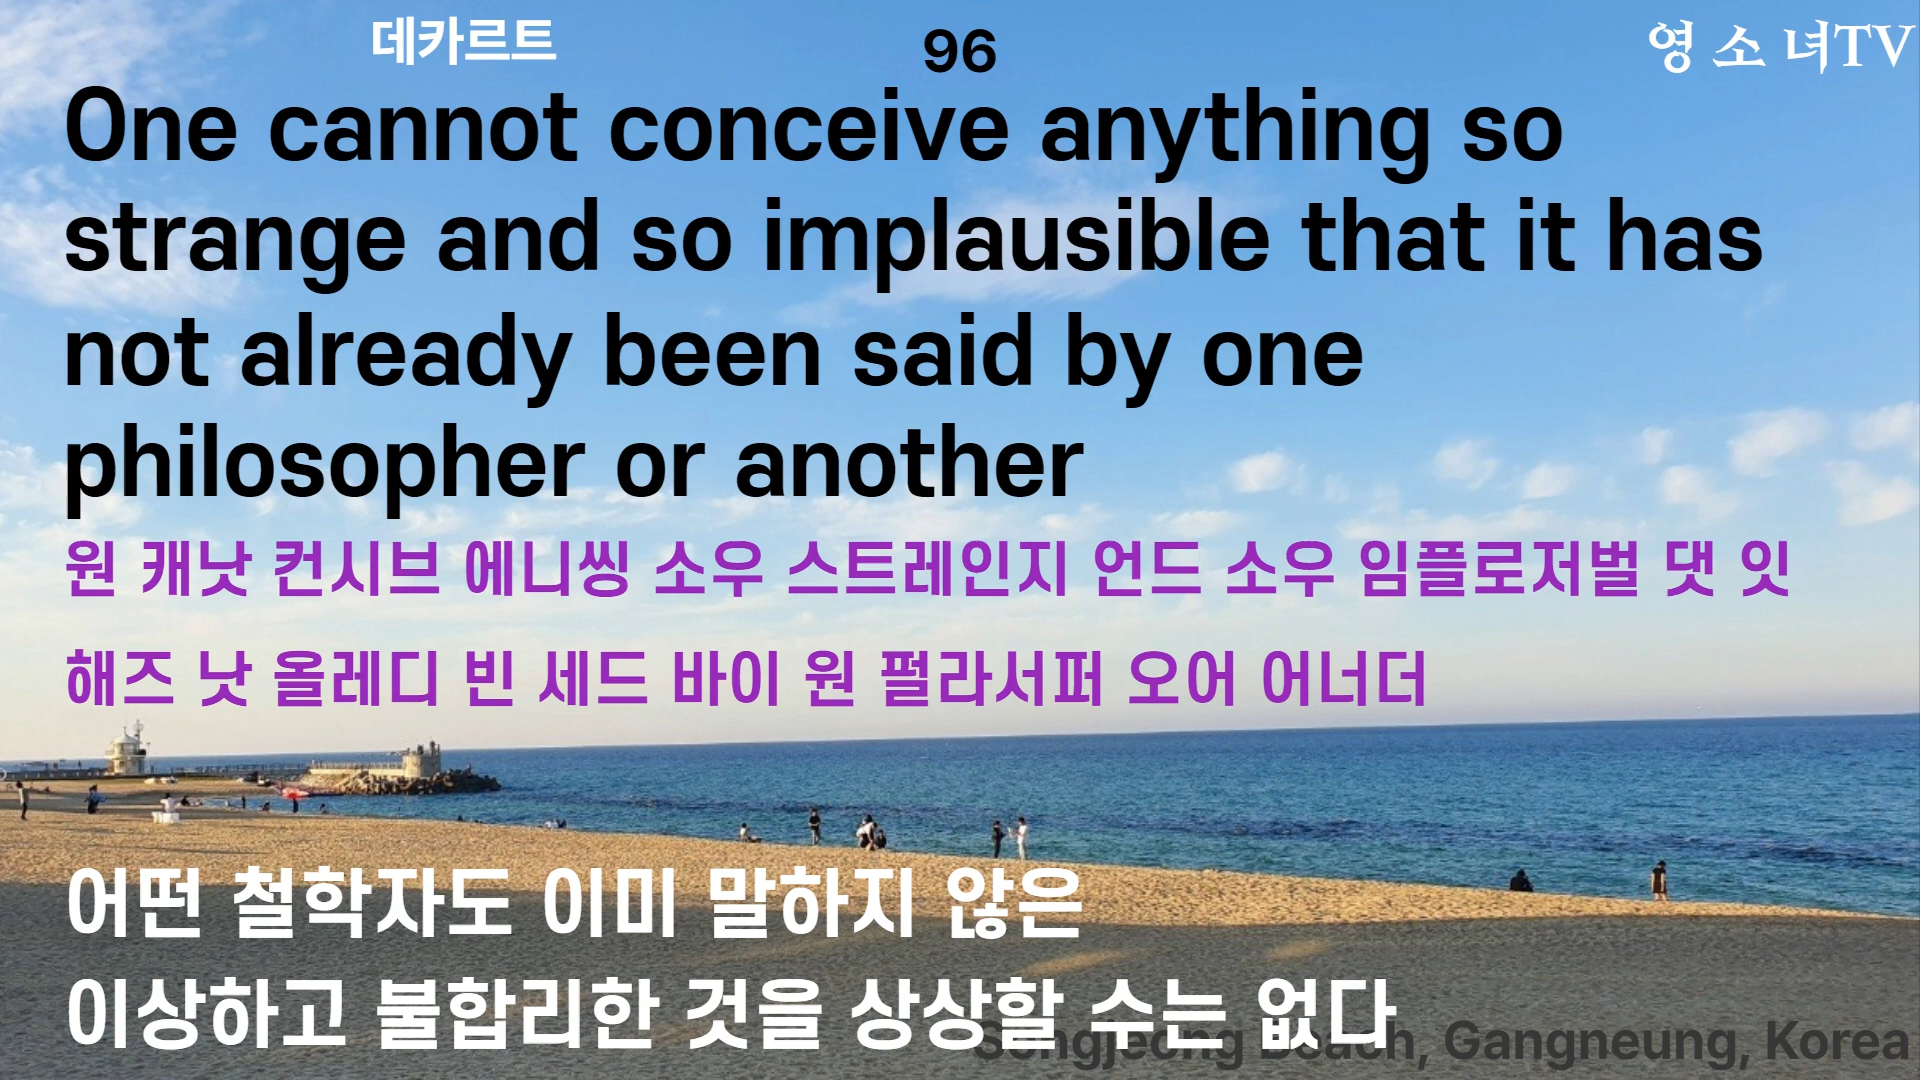 데카르트
96
영소녀TV
One cannot conceive anything so
strange and so implausible that it has
not already been said by one
philosopher or another
원 캐낫 컨시브 에니씽 소우 스트레인지 언드 소우 임플로저벌 댓 잇
해즈 낫 올레디 빈 세드 바이 원 펄라서퍼 오어 어너더
어떤 철학자도 이미 말하지 않은
이상하고 불합리한 것을 상상할 수는 없다
Songjeong Beach, Gangneung, Korea